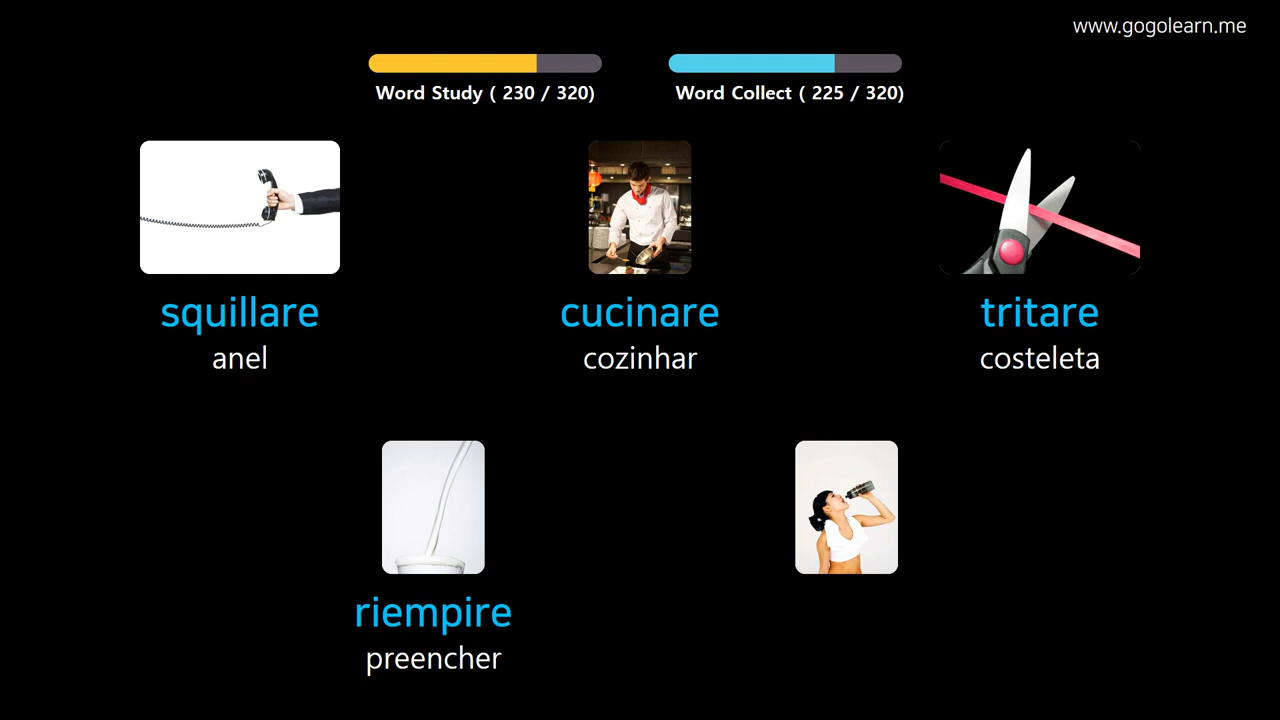 www.gogolearn.me
Word Study ( 230 / 320)
Word Collect ( 225 / 320)
squillare
anel
cucinare
cozinhar
tritare
costeleta
riempire
preencher